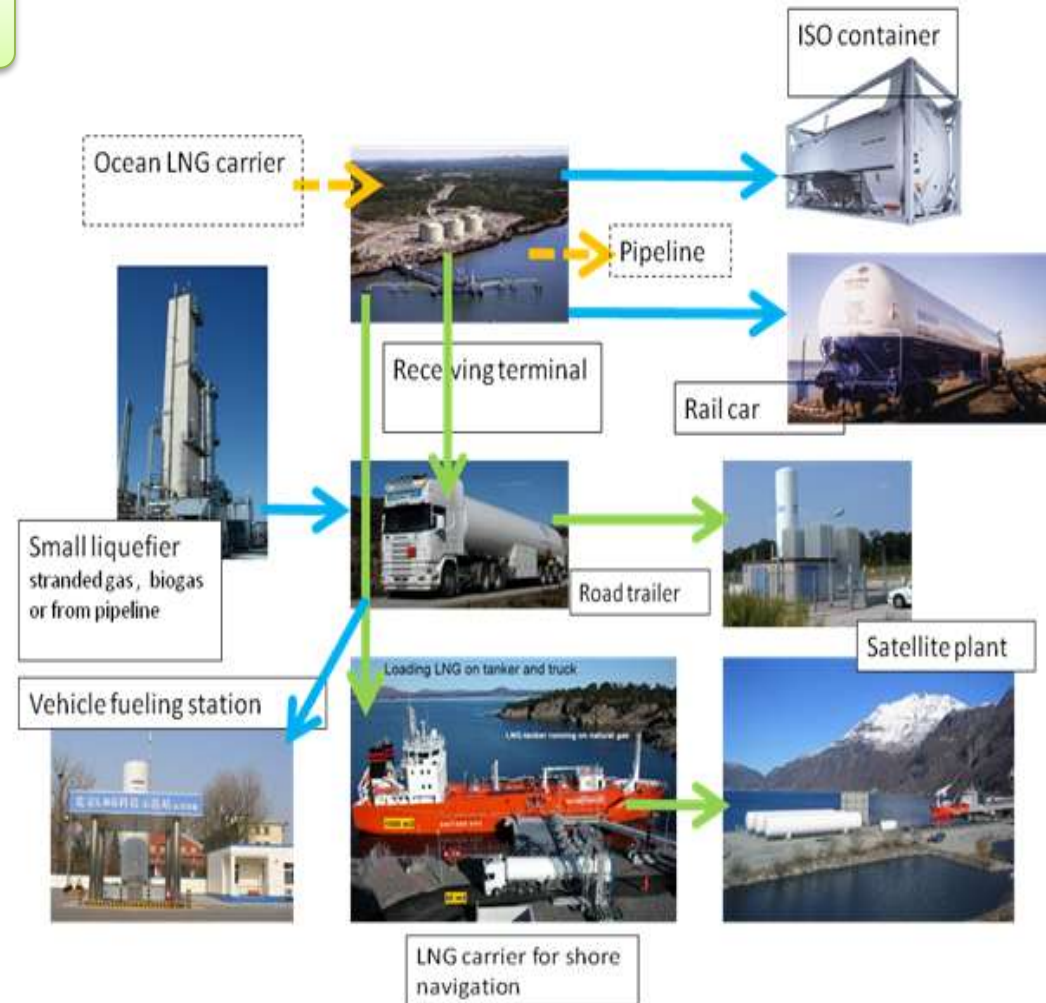 ISO container
Ocean LNG carrier
Pipeline
Receiving terminal
Rail car
Small liquefier
stranded gas, biogas
or from pipeline
Road trailer
Satellite plant
Vehicle fueling station
Loading LNG on tanker and truck
LNG-tanker running on natural gas
LNG carrier for shore
navigation